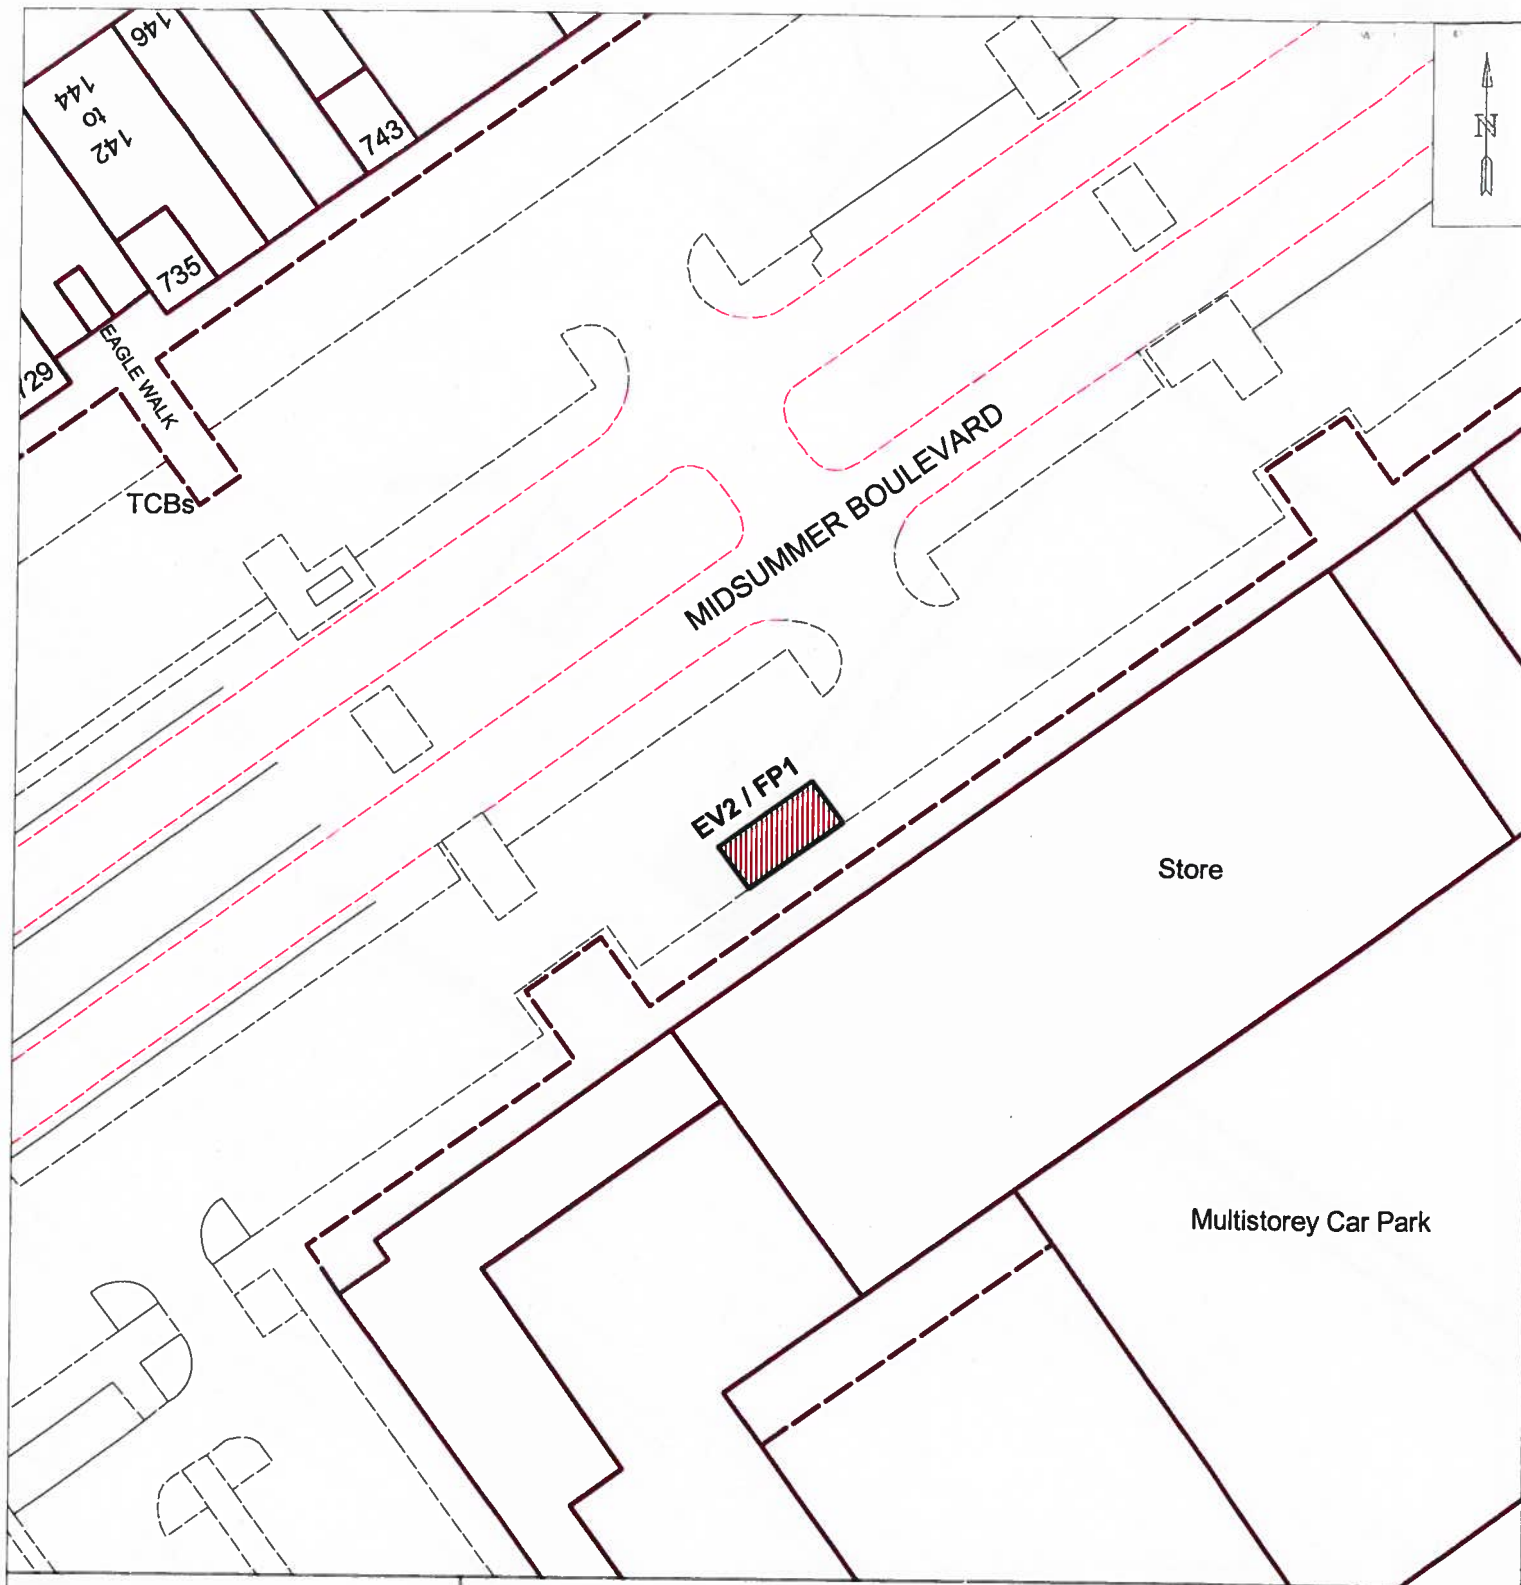 146
142
to
144
743
N
735
EAGLE WALK
729
TCBs
MIDSUMMER BOULEVARD
EV2 / FP1
Store
Multistorey Car Park